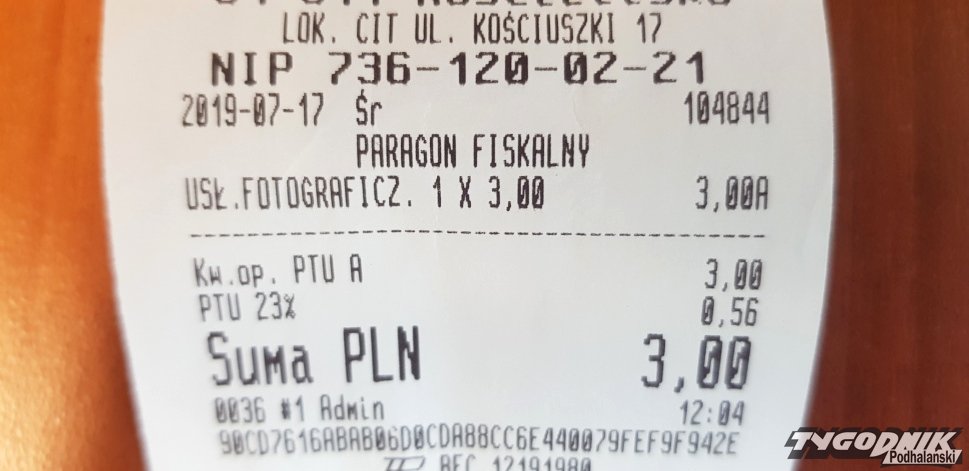 LOK. CIT UL. KOŚCIUSZKI 17
NIP 736-120-02-21
2019-07-17 Śr 104844
PARAGON FISKALNY
USŁ.FOTOGRAFICZ. 1 X 3,00 3,00A
Kw.op. PTU A 3,00
PTU 23% 0,56
Suma PLN 3,00
0036 #1 Admin 12:04
90CD7616ABAB06D0CDA88CC6E440079FEF9F942E
BFC 12191980
TYGODNIK
Podhalański